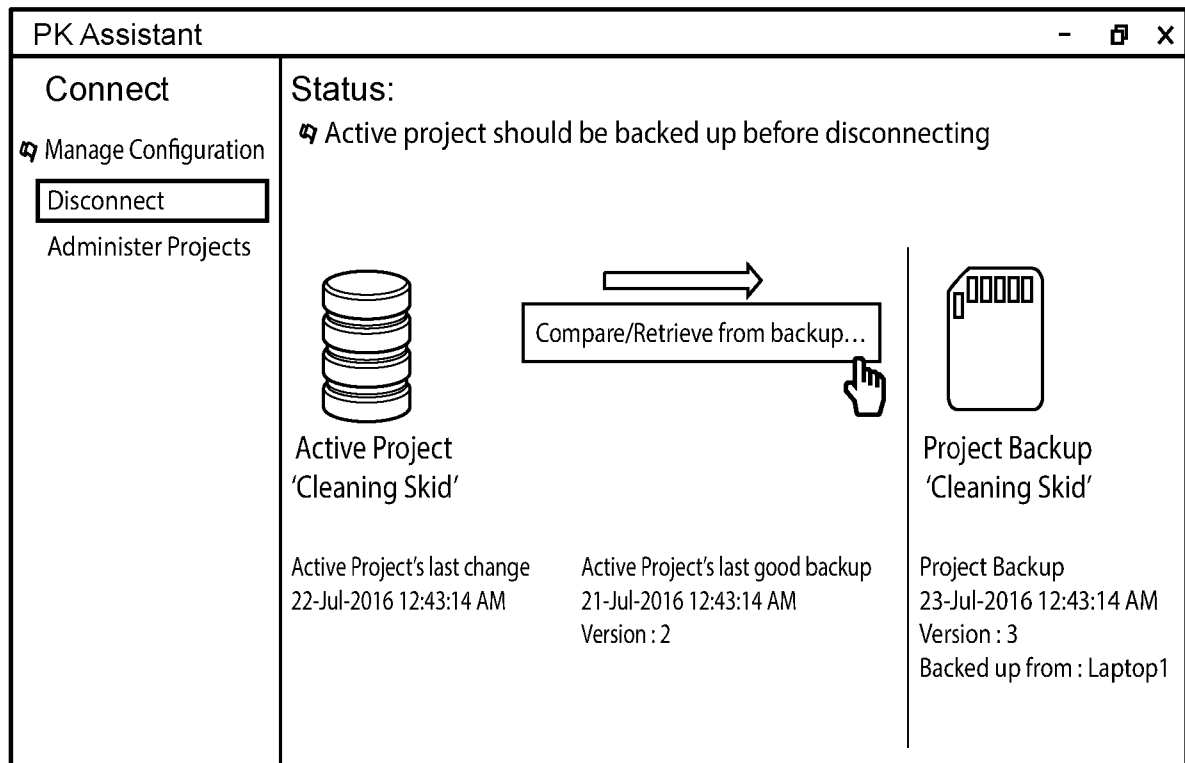 PK Assistant
Connect
Manage Configuration
Disconnect
Administer Projects
Status:
Active project should be backed up before disconnecting
Compare/Retrieve from backup...
Active Project
'Cleaning Skid'
Project Backup
'Cleaning Skid'
Active Project's last change
22-Jul-2016 12:43:14 AM
Active Project's last good backup
21-Jul-2016 12:43:14 AM
Version : 2
Project Backup
23-Jul-2016 12:43:14 AM
Version : 3
Backed up from : Laptop1